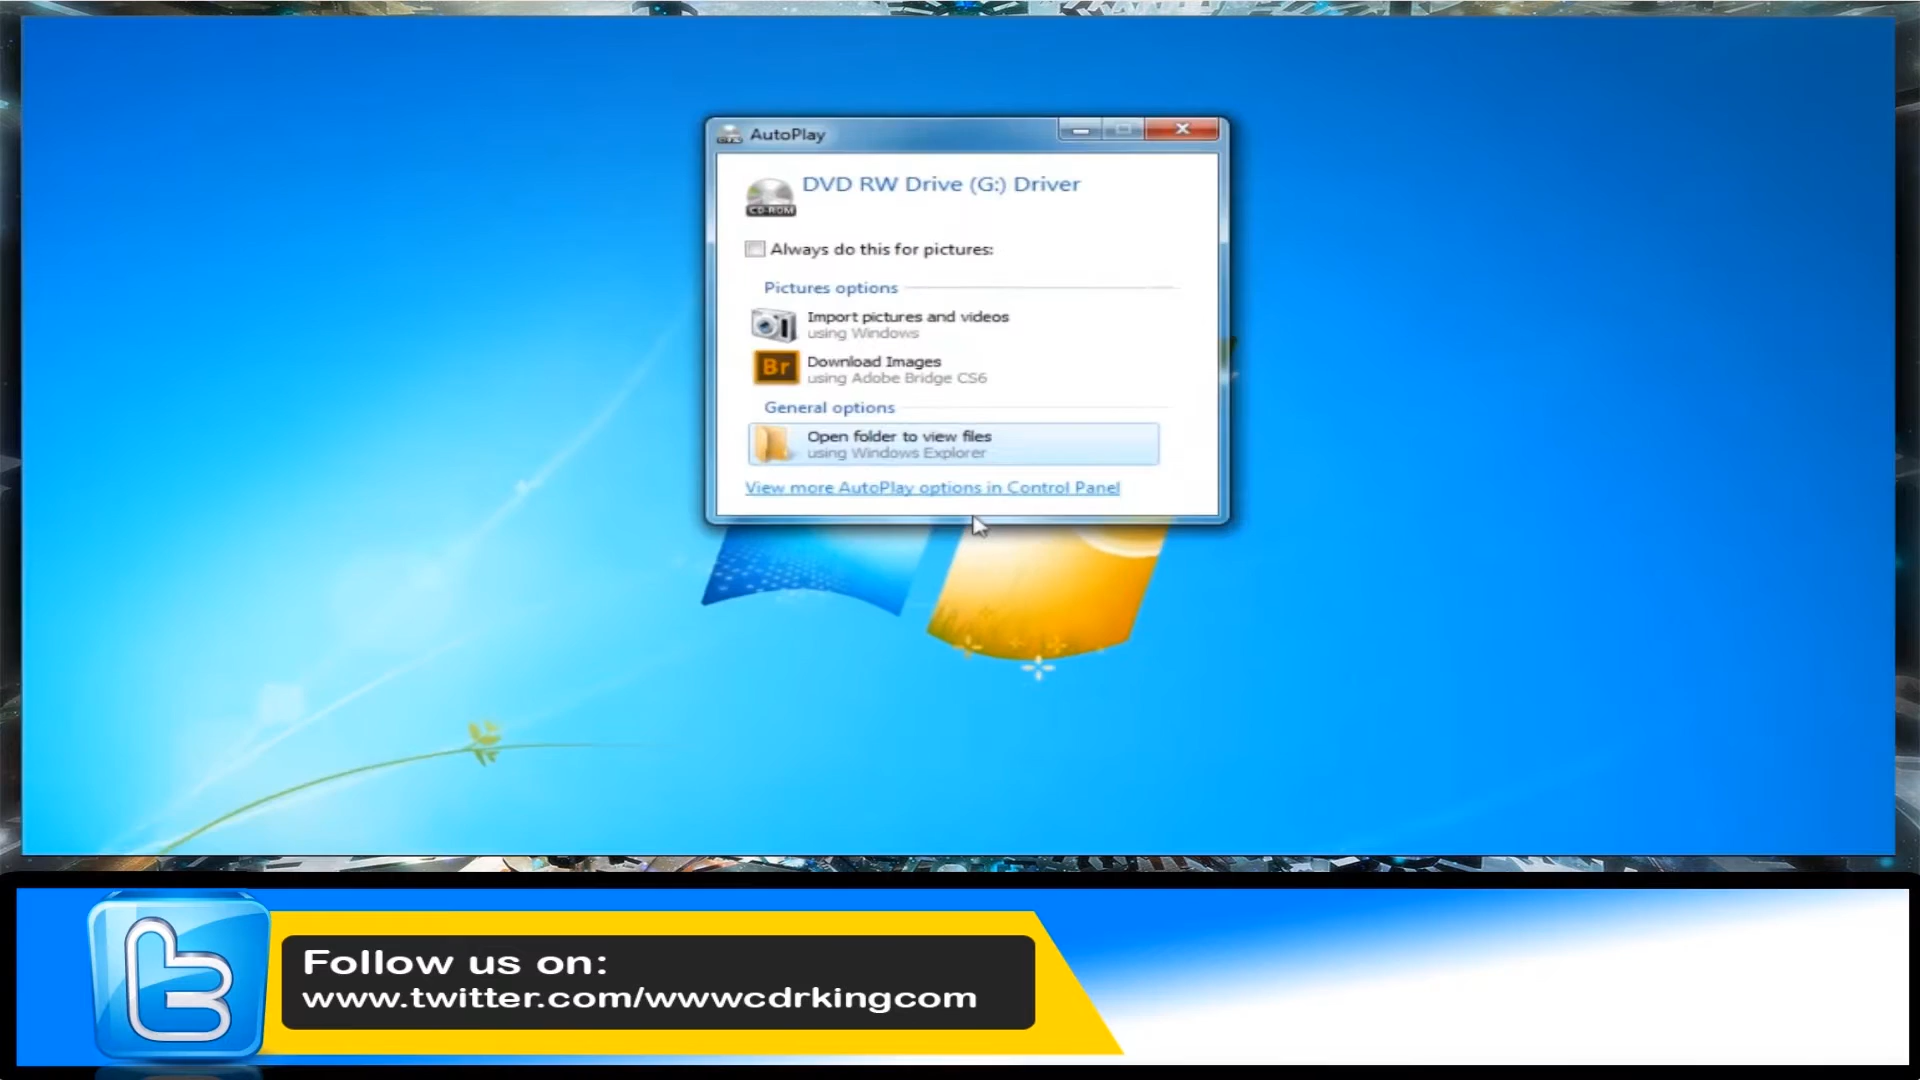 AutoPlay
DVD RW Drive (G:) Driver
CD-ROM
Always do this for pictures:
Pictures options
Import pictures and videos
using Windows
Br
Download Images
using Adobe Bridge CS6
General options
Open folder to view files
using Windows Explorer
View more AutoPlay options in Control Panel
Follow us on:
www.twitter.com/wwwcdrkingcom